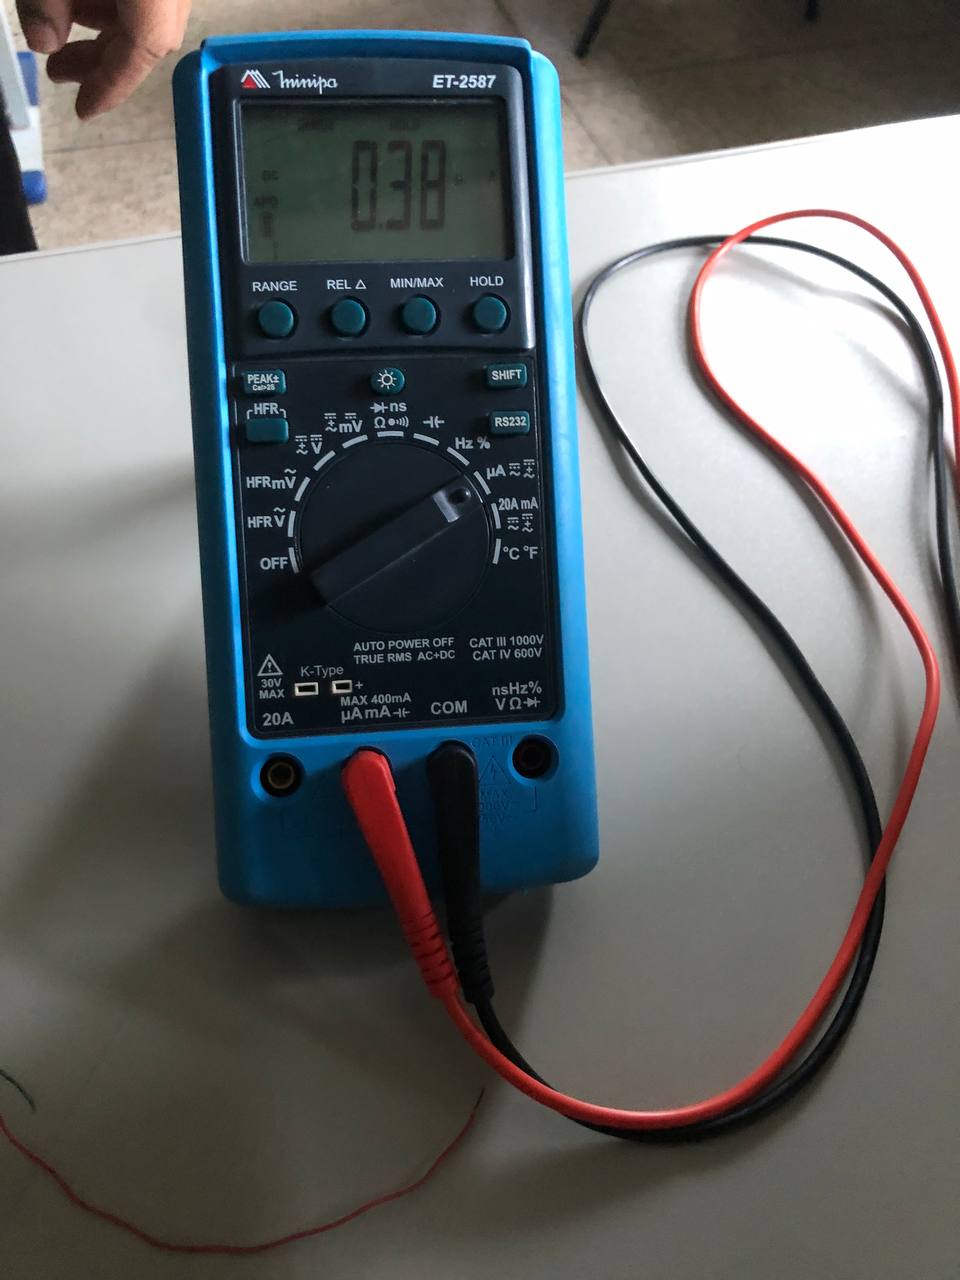 minipa ET-2587
DC
0.38
RANGE REL △ MIN/MAX HOLD
PEAK± SHIFT
Cal>2S
HFR RS232
mV Ω ns
V Hz %
HFR mV µA
HFR V 20A mA
OFF °C °F
AUTO POWER OFF CAT III 1000V
TRUE RMS AC+DC CAT IV 600V
30V K-Type
MAX +
MAX 400mA nsHz%
20A µA mA COM V Ω
CAT III
MAX